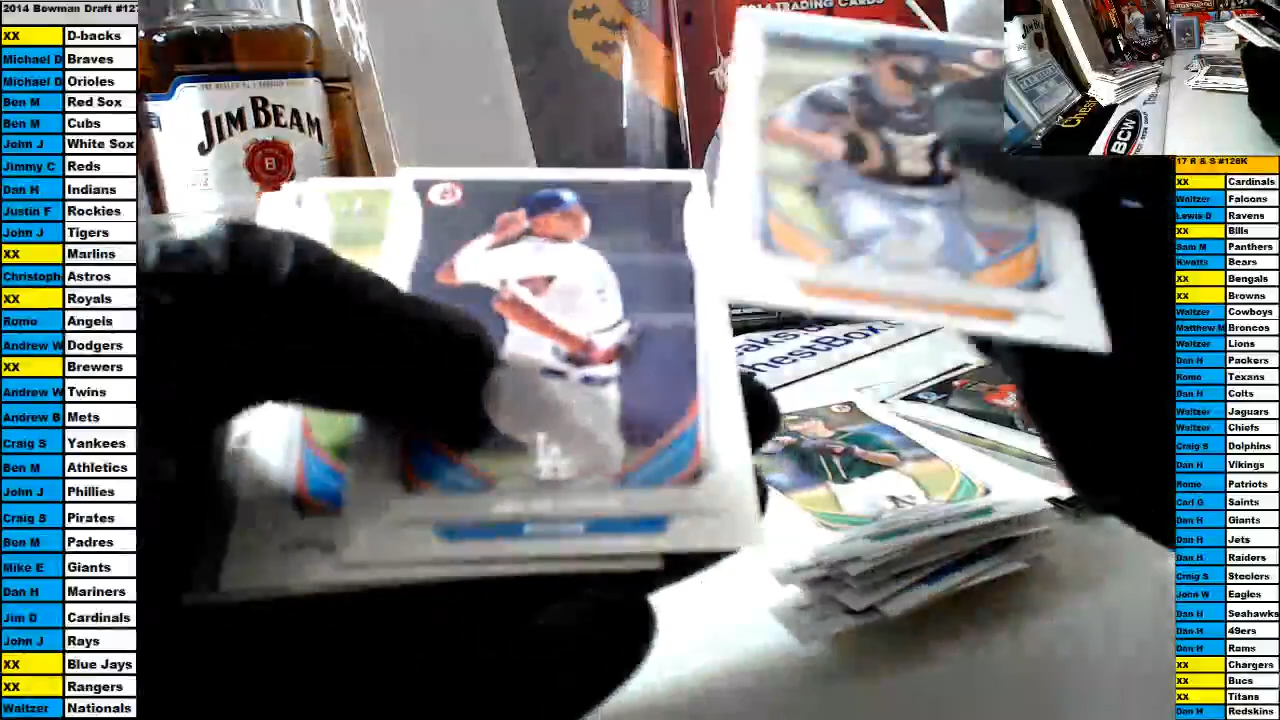 2014 Bowman Draft #127
XX D-backs
Michael D Braves
Michael D Orioles
Ben M Red Sox
Ben M Cubs
John J White Sox
Jimmy C Reds
Dan H Indians
Justin F Rockies
John J Tigers
XX Marlins
Christoph Astros
XX Royals
Romo Angels
Andrew W Dodgers
XX Brewers
Andrew W Twins
Andrew B Mets
Craig S Yankees
Ben M Athletics
John J Phillies
Craig S Pirates
Ben M Padres
Mike E Giants
Dan H Mariners
Jim D Cardinals
John J Rays
XX Blue Jays
XX Rangers
Waltzer Nationals
JIM BEAM
B
2014 TRADING CARDS
BCW
17 R & S #126K
XX Cardinals
Waltzer Falcons
Lewis D Ravens
XX Bills
Sam M Panthers
Kwatts Bears
XX Bengals
XX Browns
Waltzer Cowboys
Matthew M Broncos
Waltzer Lions
Dan H Packers
Romo Texans
Dan H Colts
Waltzer Jaguars
Waltzer Chiefs
Craig S Dolphins
Dan H Vikings
Romo Patriots
Carl G Saints
Dan H Giants
Dan H Jets
Dan H Raiders
Craig S Steelers
John W Eagles
Dan H Seahawks
Dan H 49ers
Dan H Rams
XX Chargers
XX Bucs
XX Titans
Dan H Redskins